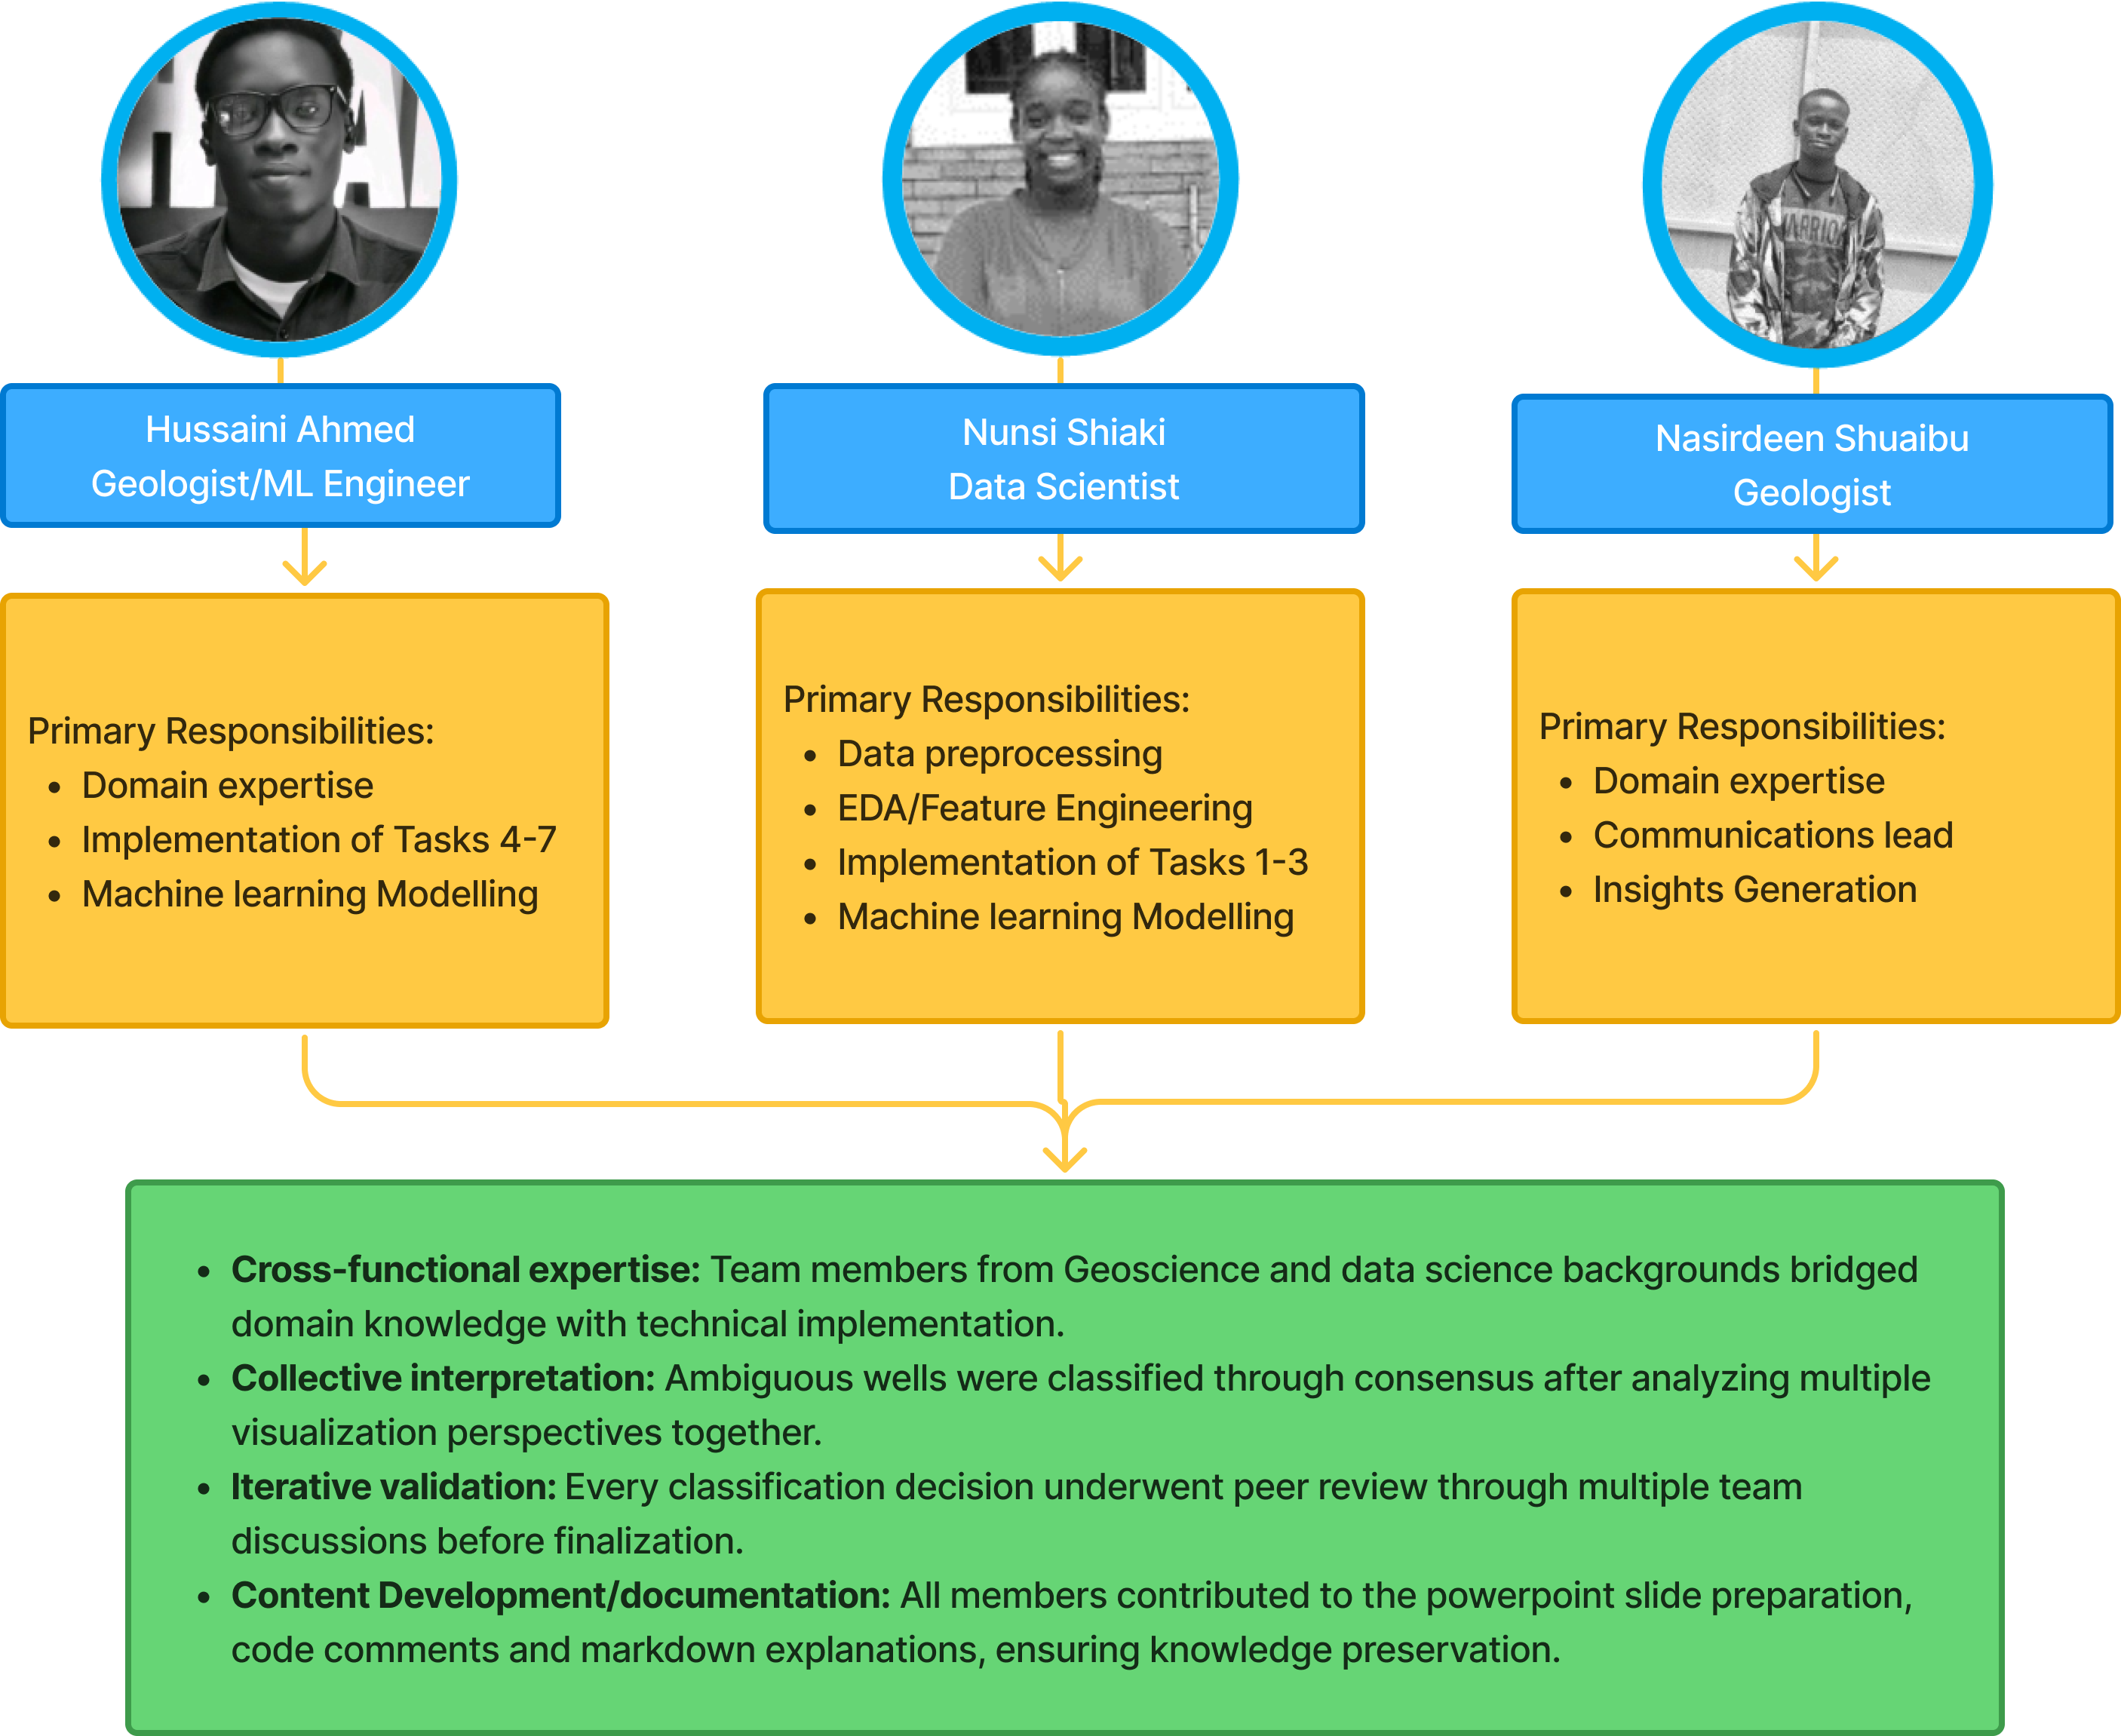 Hussaini Ahmed
Geologist/ML Engineer
Nunsi Shiaki
Data Scientist
Nasirdeen Shuaibu
Geologist
Primary Responsibilities:
• Domain expertise
• Implementation of Tasks 4-7
• Machine learning Modelling
Primary Responsibilities:
• Data preprocessing
• EDA/Feature Engineering
• Implementation of Tasks 1-3
• Machine learning Modelling
Primary Responsibilities:
• Domain expertise
• Communications lead
• Insights Generation
• Cross-functional expertise: Team members from Geoscience and data science backgrounds bridged
domain knowledge with technical implementation.
• Collective interpretation: Ambiguous wells were classified through consensus after analyzing multiple
visualization perspectives together.
• Iterative validation: Every classification decision underwent peer review through multiple team
discussions before finalization.
• Content Development/documentation: All members contributed to the powerpoint slide preparation,
code comments and markdown explanations, ensuring knowledge preservation.